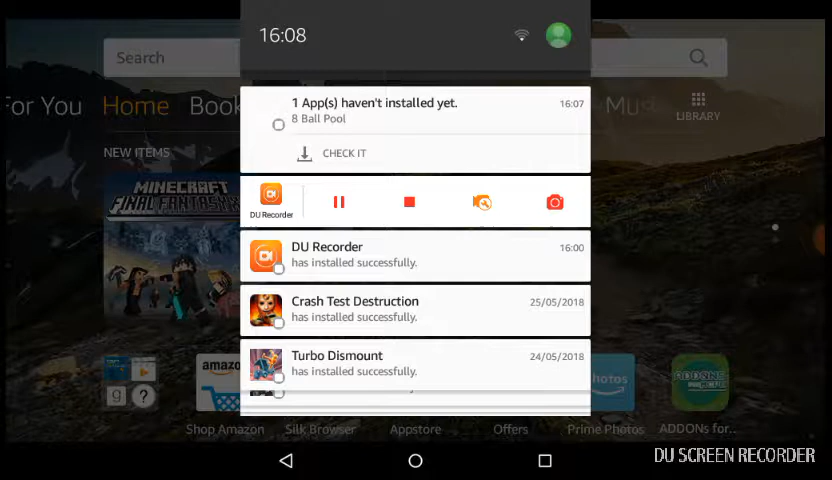 16:08
Search
For You
Home
Book
LIBRARY
NEW ITEMS
1 App(s) haven't installed yet.
16:07
8 Ball Pool
CHECK IT
DU Recorder
DU Recorder
16:00
has installed successfully.
Crash Test Destruction
25/05/2018
has installed successfully.
Turbo Dismount
24/05/2018
has installed successfully.
MINECRAFT
FINAL FANTASY X
amazo
g ?
photos
ADDONS
Shop Amazon
Silk Browser
Appstore
Offers
Prime Photos
ADDONs for..
DU SCREEN RECORDER